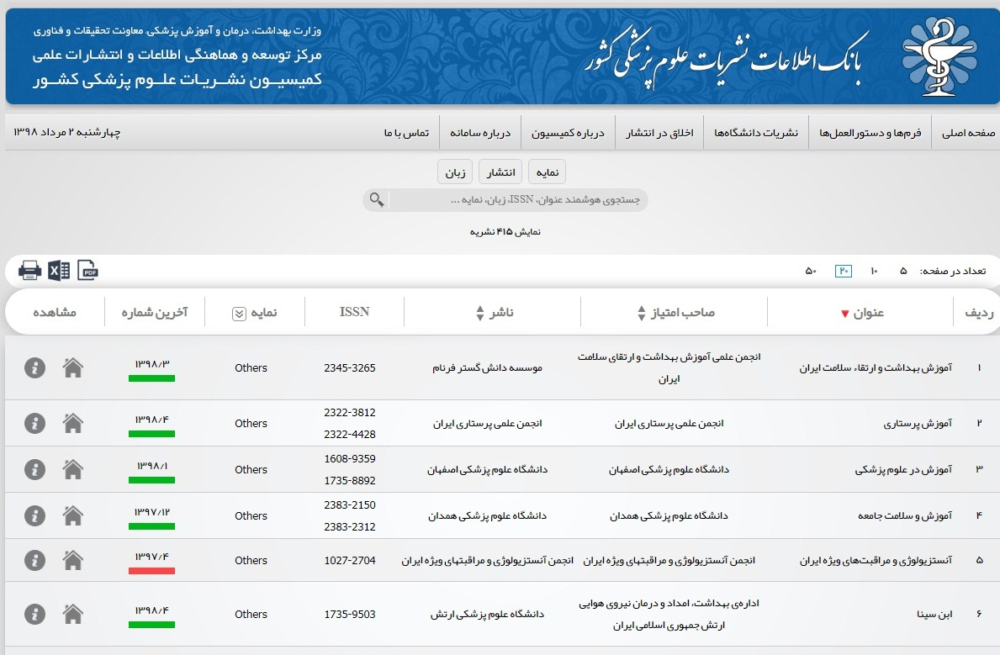 بانک اطلاعات نشریات علوم پزشکی کشور
وزارت بهداشت، درمان و آموزش پزشکی، معاونت تحقیقات و فناوری
مرکز توسعه و هماهنگی اطلاعات و انتشارات علمی
کمیسیون نشریات علوم پزشکی کشور
صفحه اصلی فرم‌ها و دستورالعمل‌ها نشریات دانشگاه‌ها اخلاق در انتشار درباره کمیسیون درباره سامانه تماس با ما چهارشنبه ۲ مرداد ۱۳۹۸
نمایه انتشار زبان
جستجوی هوشمند عنوان، ISSN، زبان، نمایه ...
نمایش ۴۱۵ نشریه
تعداد در صفحه: ۵ ۱۰ ۲۰ ۵۰ PDF X
ردیف عنوان صاحب امتیاز ناشر ISSN نمایه آخرین شماره مشاهده
۱ آموزش بهداشت و ارتقاء سلامت ایران انجمن علمی آموزش بهداشت و ارتقای سلامت
ایران موسسه دانش گستر فرنام 2345-3265 Others ۱۳۹۸/۳
۲ آموزش پرستاری انجمن علمی پرستاری ایران انجمن علمی پرستاری ایران 2322-3812
2322-4428 Others ۱۳۹۸/۴
۳ آموزش در علوم پزشکی دانشگاه علوم پزشکی اصفهان دانشگاه علوم پزشکی اصفهان 1608-9359
1735-8892 Others ۱۳۹۸/۱
۴ آموزش و سلامت جامعه دانشگاه علوم پزشکی همدان دانشگاه علوم پزشکی همدان 2383-2150
2383-2312 Others ۱۳۹۷/۱۲
۵ آنستزیولوژی و مراقبت‌های ویژه ایران انجمن آنستزیولوژی و مراقبتهای ویژه ایران انجمن آنستزیولوژی و مراقبتهای ویژه ایران 1027-2704 Others ۱۳۹۷/۴
۶ ابن سینا اداره‌ی بهداشت، امداد و درمان نیروی هوایی
ارتش جمهوری اسلامی ایران دانشگاه علوم پزشکی ارتش 1735-9503 Others ۱۳۹۸/۴